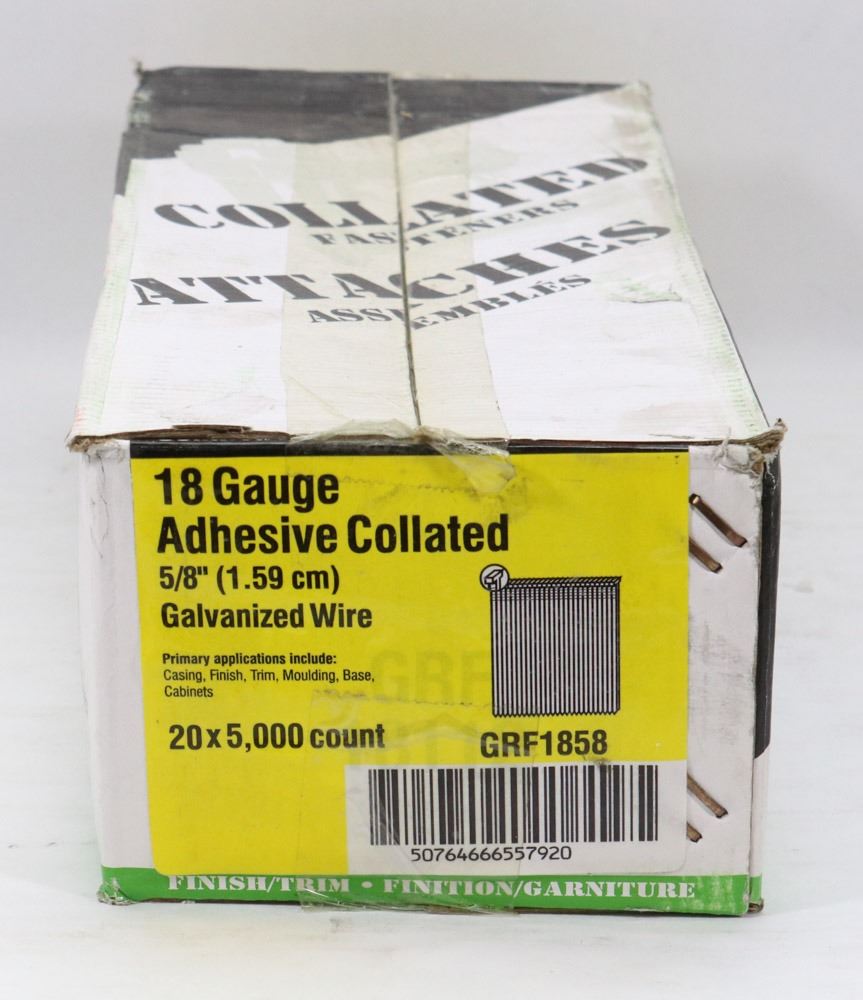 COLLATED
FASTENERS
ATTACHES
ASSEMBLÉS
18 Gauge
Adhesive Collated
5/8" (1.59 cm)
Galvanized Wire
Primary applications include:
Casing, Finish, Trim, Moulding, Base,
Cabinets
20 x 5,000 count
GRF1858
50764666557920
FINISH/TRIM • FINITION/GARNITURE